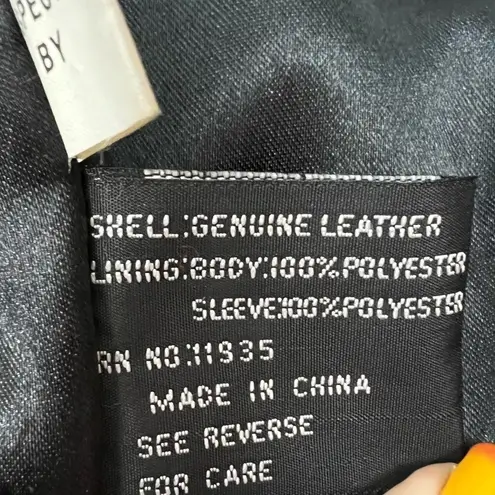 BY
SHELL:GENUINE LEATHER
LINING:BODY:100%POLYESTER
SLEEVE:100%POLYESTER
RN NO:11935
MADE IN CHINA
SEE REVERSE
FOR CARE